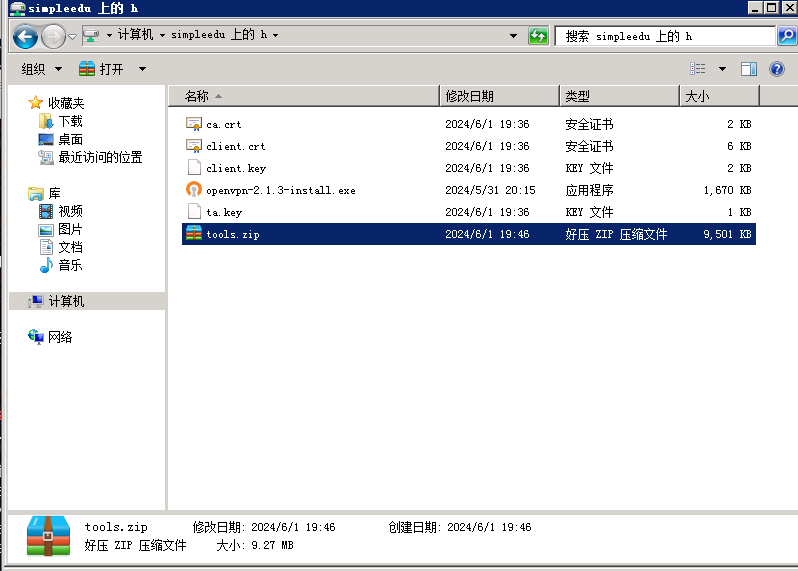 simpleedu 上的 h
计算机 simpleedu 上的 h 搜索 simpleedu 上的 h
组织 打开
收藏夹
下载
桌面
最近访问的位置
库
视频
图片
文档
音乐
计算机
网络
名称 修改日期 类型 大小
ca.crt 2024/6/1 19:36 安全证书 2 KB
client.crt 2024/6/1 19:36 安全证书 6 KB
client.key 2024/6/1 19:36 KEY 文件 2 KB
openvpn-2.1.3-install.exe 2024/5/31 20:15 应用程序 1,670 KB
ta.key 2024/6/1 19:36 KEY 文件 1 KB
tools.zip 2024/6/1 19:46 好压 ZIP 压缩文件 9,501 KB
tools.zip 修改日期: 2024/6/1 19:46 创建日期: 2024/6/1 19:46
好压 ZIP 压缩文件 大小: 9.27 MB